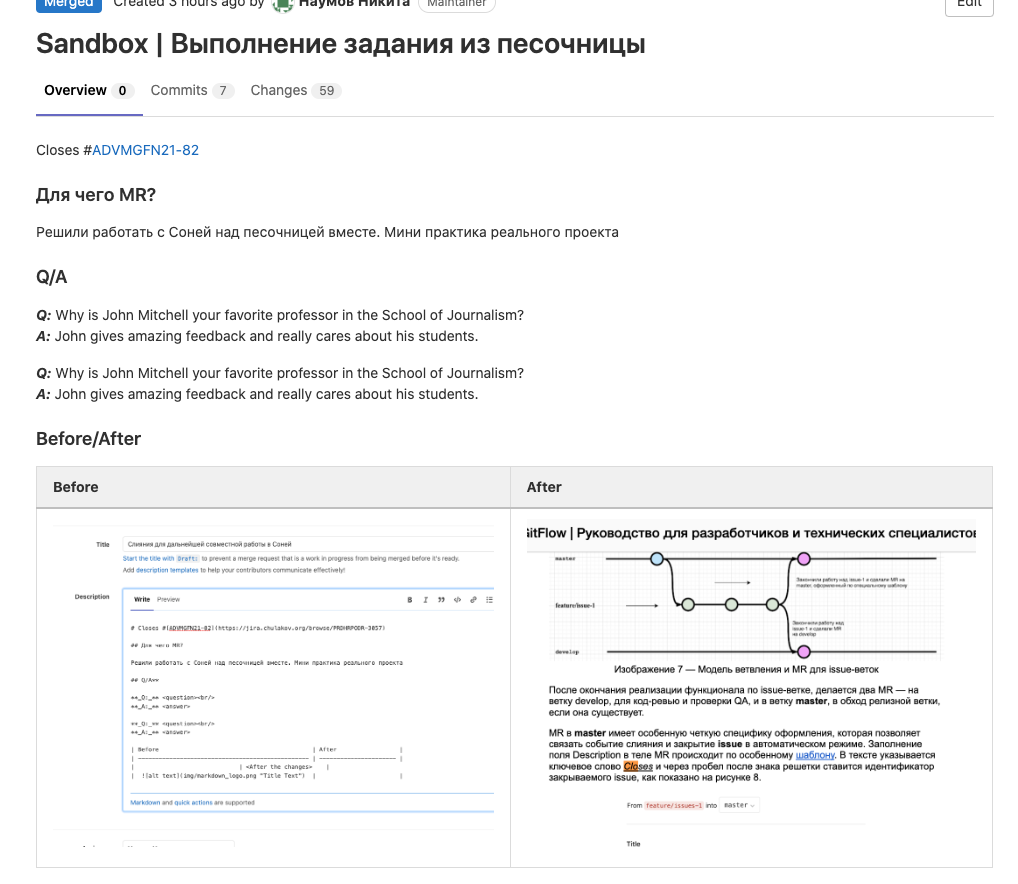 Merged Created 3 hours ago by Наумов Никита Maintainer Edit
Sandbox | Выполнение задания из песочницы
Overview 0 Commits 7 Changes 59
Closes #ADVMGFN21-82
Для чего MR?
Решили работать с Соней над песочницей вместе. Мини практика реального проекта
Q/A
Q: Why is John Mitchell your favorite professor in the School of Journalism?
A: John gives amazing feedback and really cares about his students.
Q: Why is John Mitchell your favorite professor in the School of Journalism?
A: John gives amazing feedback and really cares about his students.
Before/After
Before
Title Слияния для дальнейшей совместной работы в Соней
Start the title with Draft: to prevent a merge request that is a work in progress from being merged before it's ready.
Add description templates to help your contributors communicate effectively!
Description Write Preview
# Closes #[ADVMGFN21-82](https://jira.chulakov.org/browse/PRDHRPODR-3057)
## Для чего MR?
Решили работать с Соней над песочницей вместе. Мини практика реального проекта
## Q/A
**_Q:_** <question><br/>
**_A:_** <answer>
**_Q:_** <question><br/>
**_A:_** <answer>
| Before | After |
| <After the changes> |
| ![alt text](img/markdown_logo.png "Title Text") | |
Markdown and quick actions are supported
After
GitFlow | Руководство для разработчиков и технических специалистов
master
Закончили работу над issue-1 и сделали MR на
master, оформленный по специальному шаблону
feature/issue-1
Закончили работу над
issue-1 и сделали MR
на develop
develop
Изображение 7 — Модель ветвления и MR для issue-веток
После окончания реализации функционала по issue-ветке, делается два MR — на
ветку develop, для код-ревью и проверки QA, и в ветку master, в обход релизной ветки,
если она существует.
MR в master имеет особенную четкую специфику оформления, которая позволяет
связать событие слияния и закрытие issue в автоматическом режиме. Заполнение
поля Description в теле MR происходит по особенному шаблону. В тексте указывается
ключевое слово Closes и через пробел после знака решетки ставится идентификатор
закрываемого issue, как показано на рисунке 8.
From feature/issues-1 into master
Title